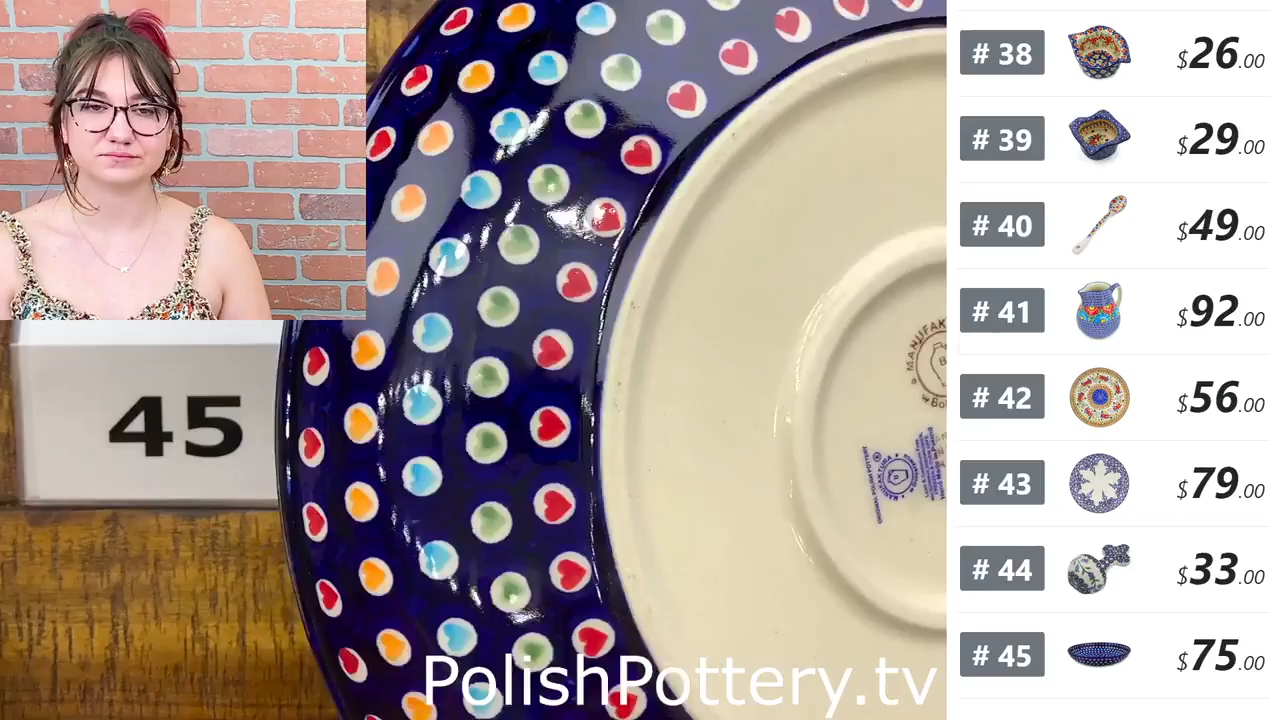 45
PolishPottery.tv
# 38 $26.00
# 39 $29.00
# 40 $49.00
# 41 $92.00
# 42 $56.00
# 43 $79.00
# 44 $33.00
# 45 $75.00